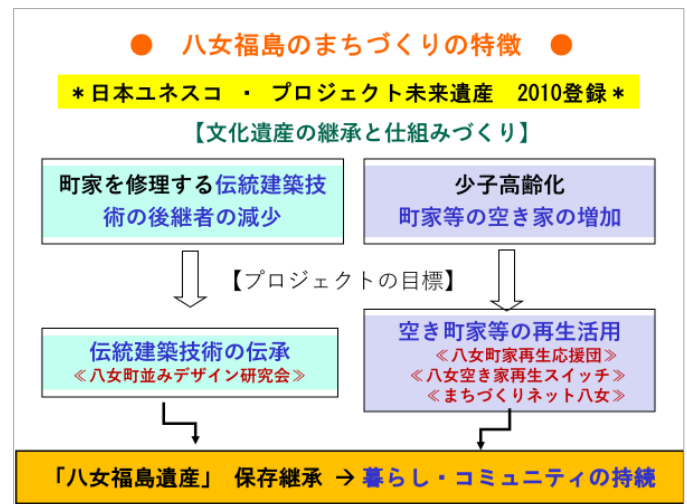 ● 八女福島のまちづくりの特徴 ●
＊日本ユネスコ ・ プロジェクト未来遺産 2010登録＊
【文化遺産の継承と仕組みづくり】
町家を修理する伝統建築技
術の後継者の減少
少子高齢化
町家等の空き家の増加
【プロジェクトの目標】
伝統建築技術の伝承
≪八女町並みデザイン研究会≫
空き町家等の再生活用
≪八女町家再生応援団≫
≪八女空き家再生スイッチ≫
≪まちづくりネット八女≫
「八女福島遺産」 保存継承 → 暮らし・コミュニティの持続